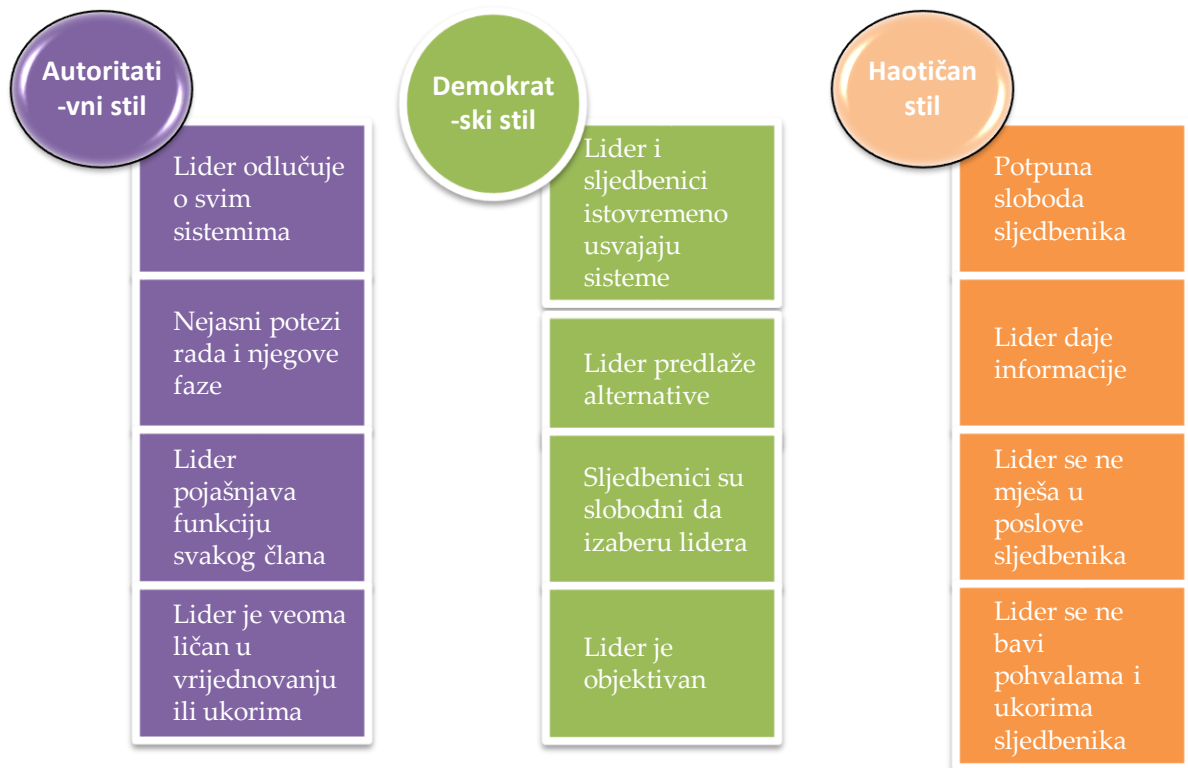 Autoritati
-vni stil
Lider odlučuje
o svim
sistemima
Nejasni potezi
rada i njegove
faze
Lider
pojašnjava
funkciju
svakog člana
Lider je veoma
ličan u
vrijednovanju
ili ukorima
Demokrat
-ski stil
Lider i
sljedbenici
istovremeno
usvajaju
sisteme
Lider predlaže
alternative
Sljedbenici su
slobodni da
izaberu lidera
Lider je
objektivan
Haotičan
stil
Potpuna
sloboda
sljedbenika
Lider daje
informacije
Lider se ne
mješa u
poslove
sljedbenika
Lider se ne
bavi
pohvalama i
ukorima
sljedbenika